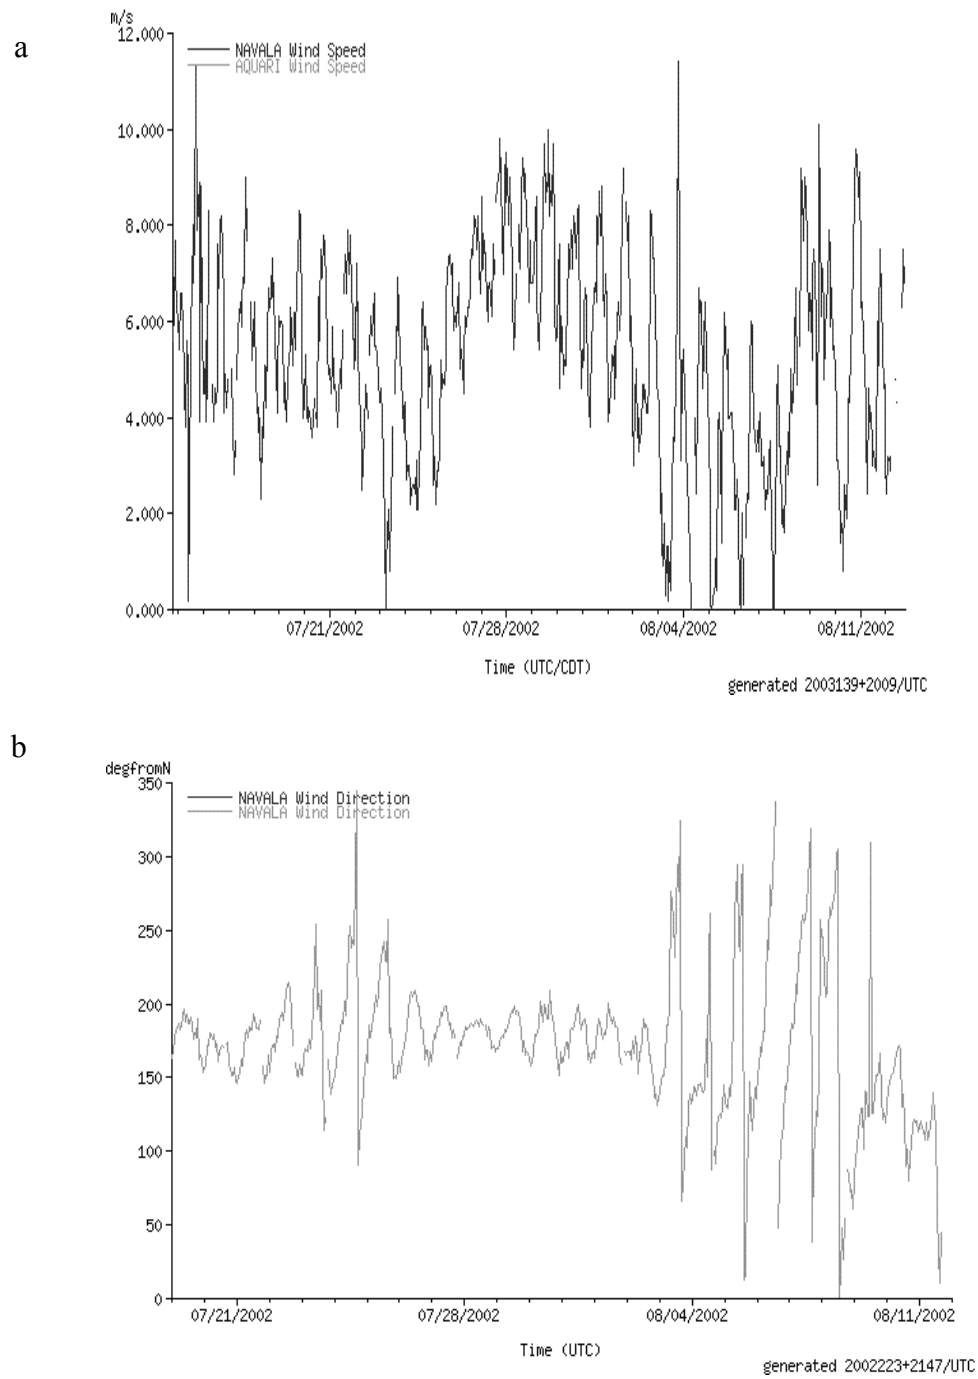 a
m/s
12.000
NAVALA Wind Speed
AQUARI Wind Speed
10.000
8.000
6.000
4.000
2.000
0.000
07/21/2002 07/28/2002 08/04/2002 08/11/2002
Time (UTC/CDT)
generated 2003139+2009/UTC
b
degfromN
350
NAVALA Wind Direction
NAVALA Wind Direction
300
250
200
150
100
50
0
07/21/2002 07/28/2002 08/04/2002 08/11/2002
Time (UTC)
generated 2002223+2147/UTC